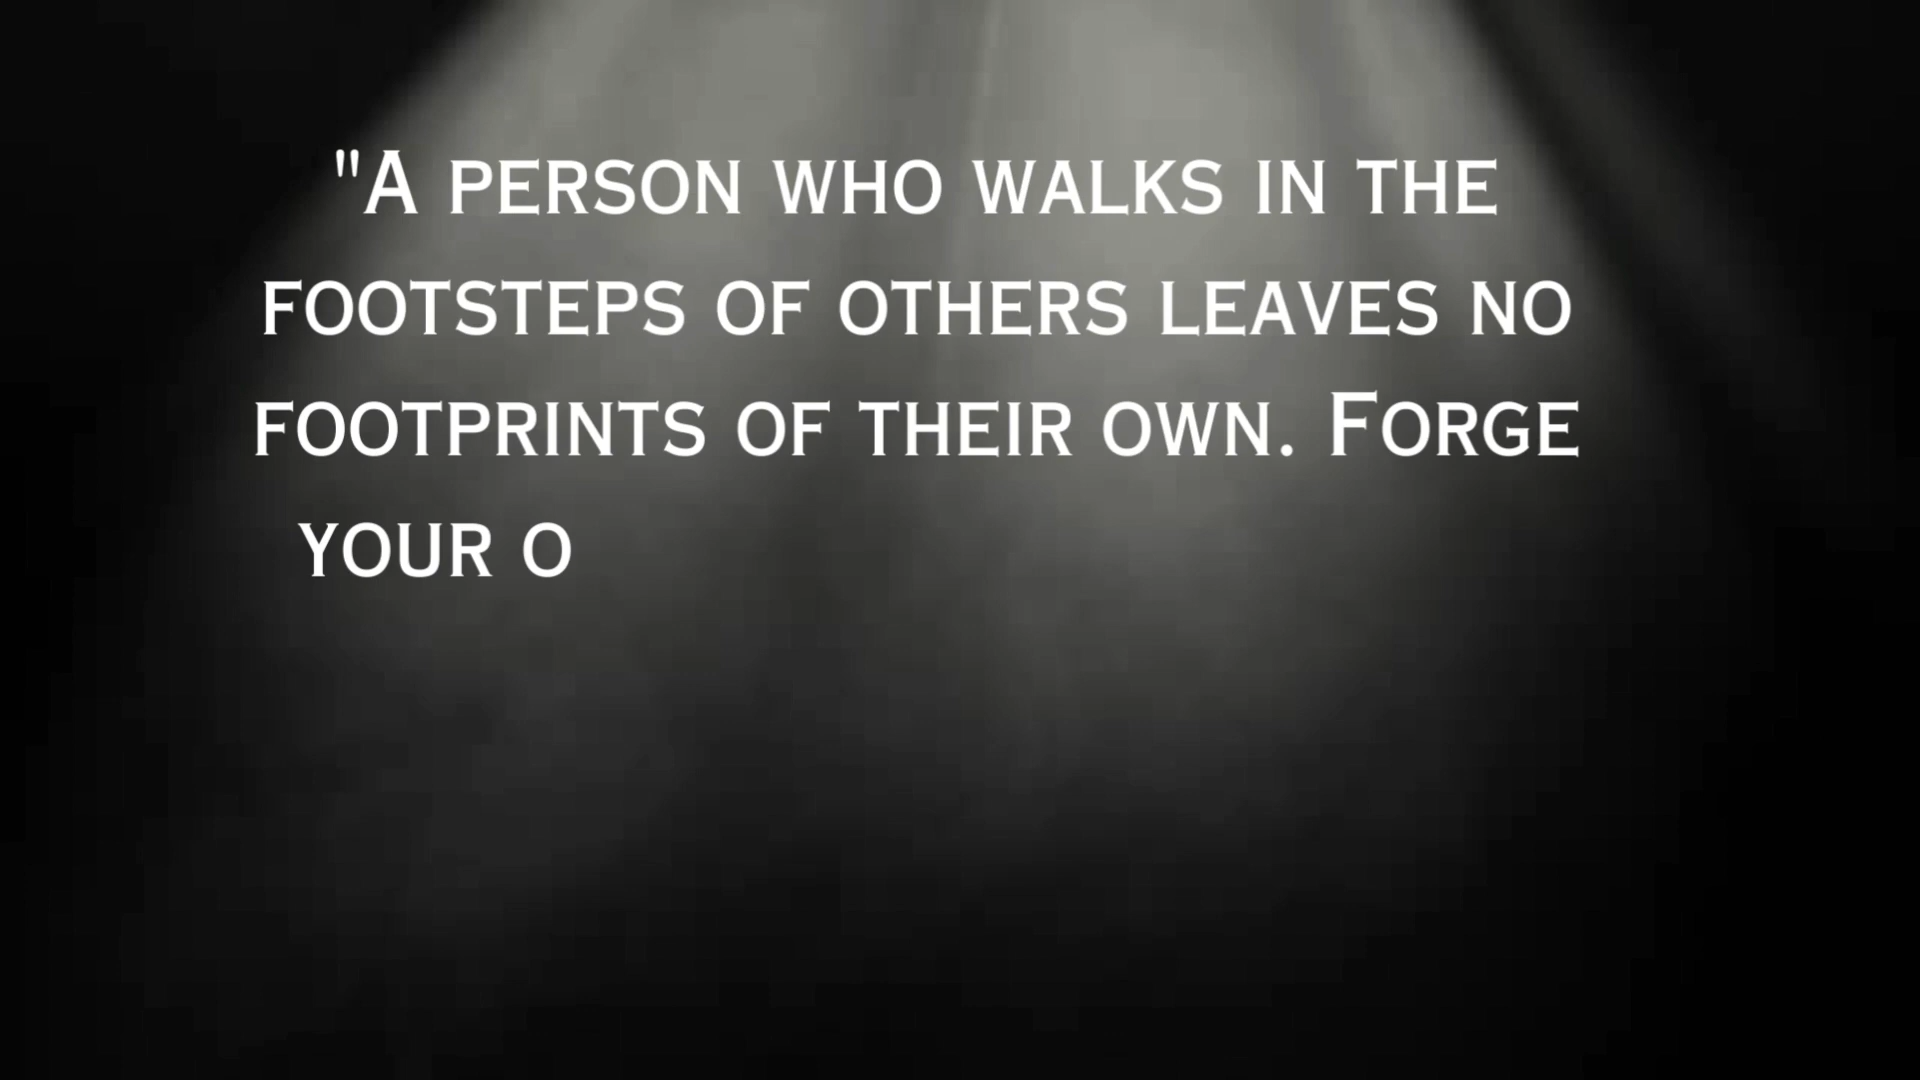 "A person who walks in the
footsteps of others leaves no
footprints of their own. Forge
your o